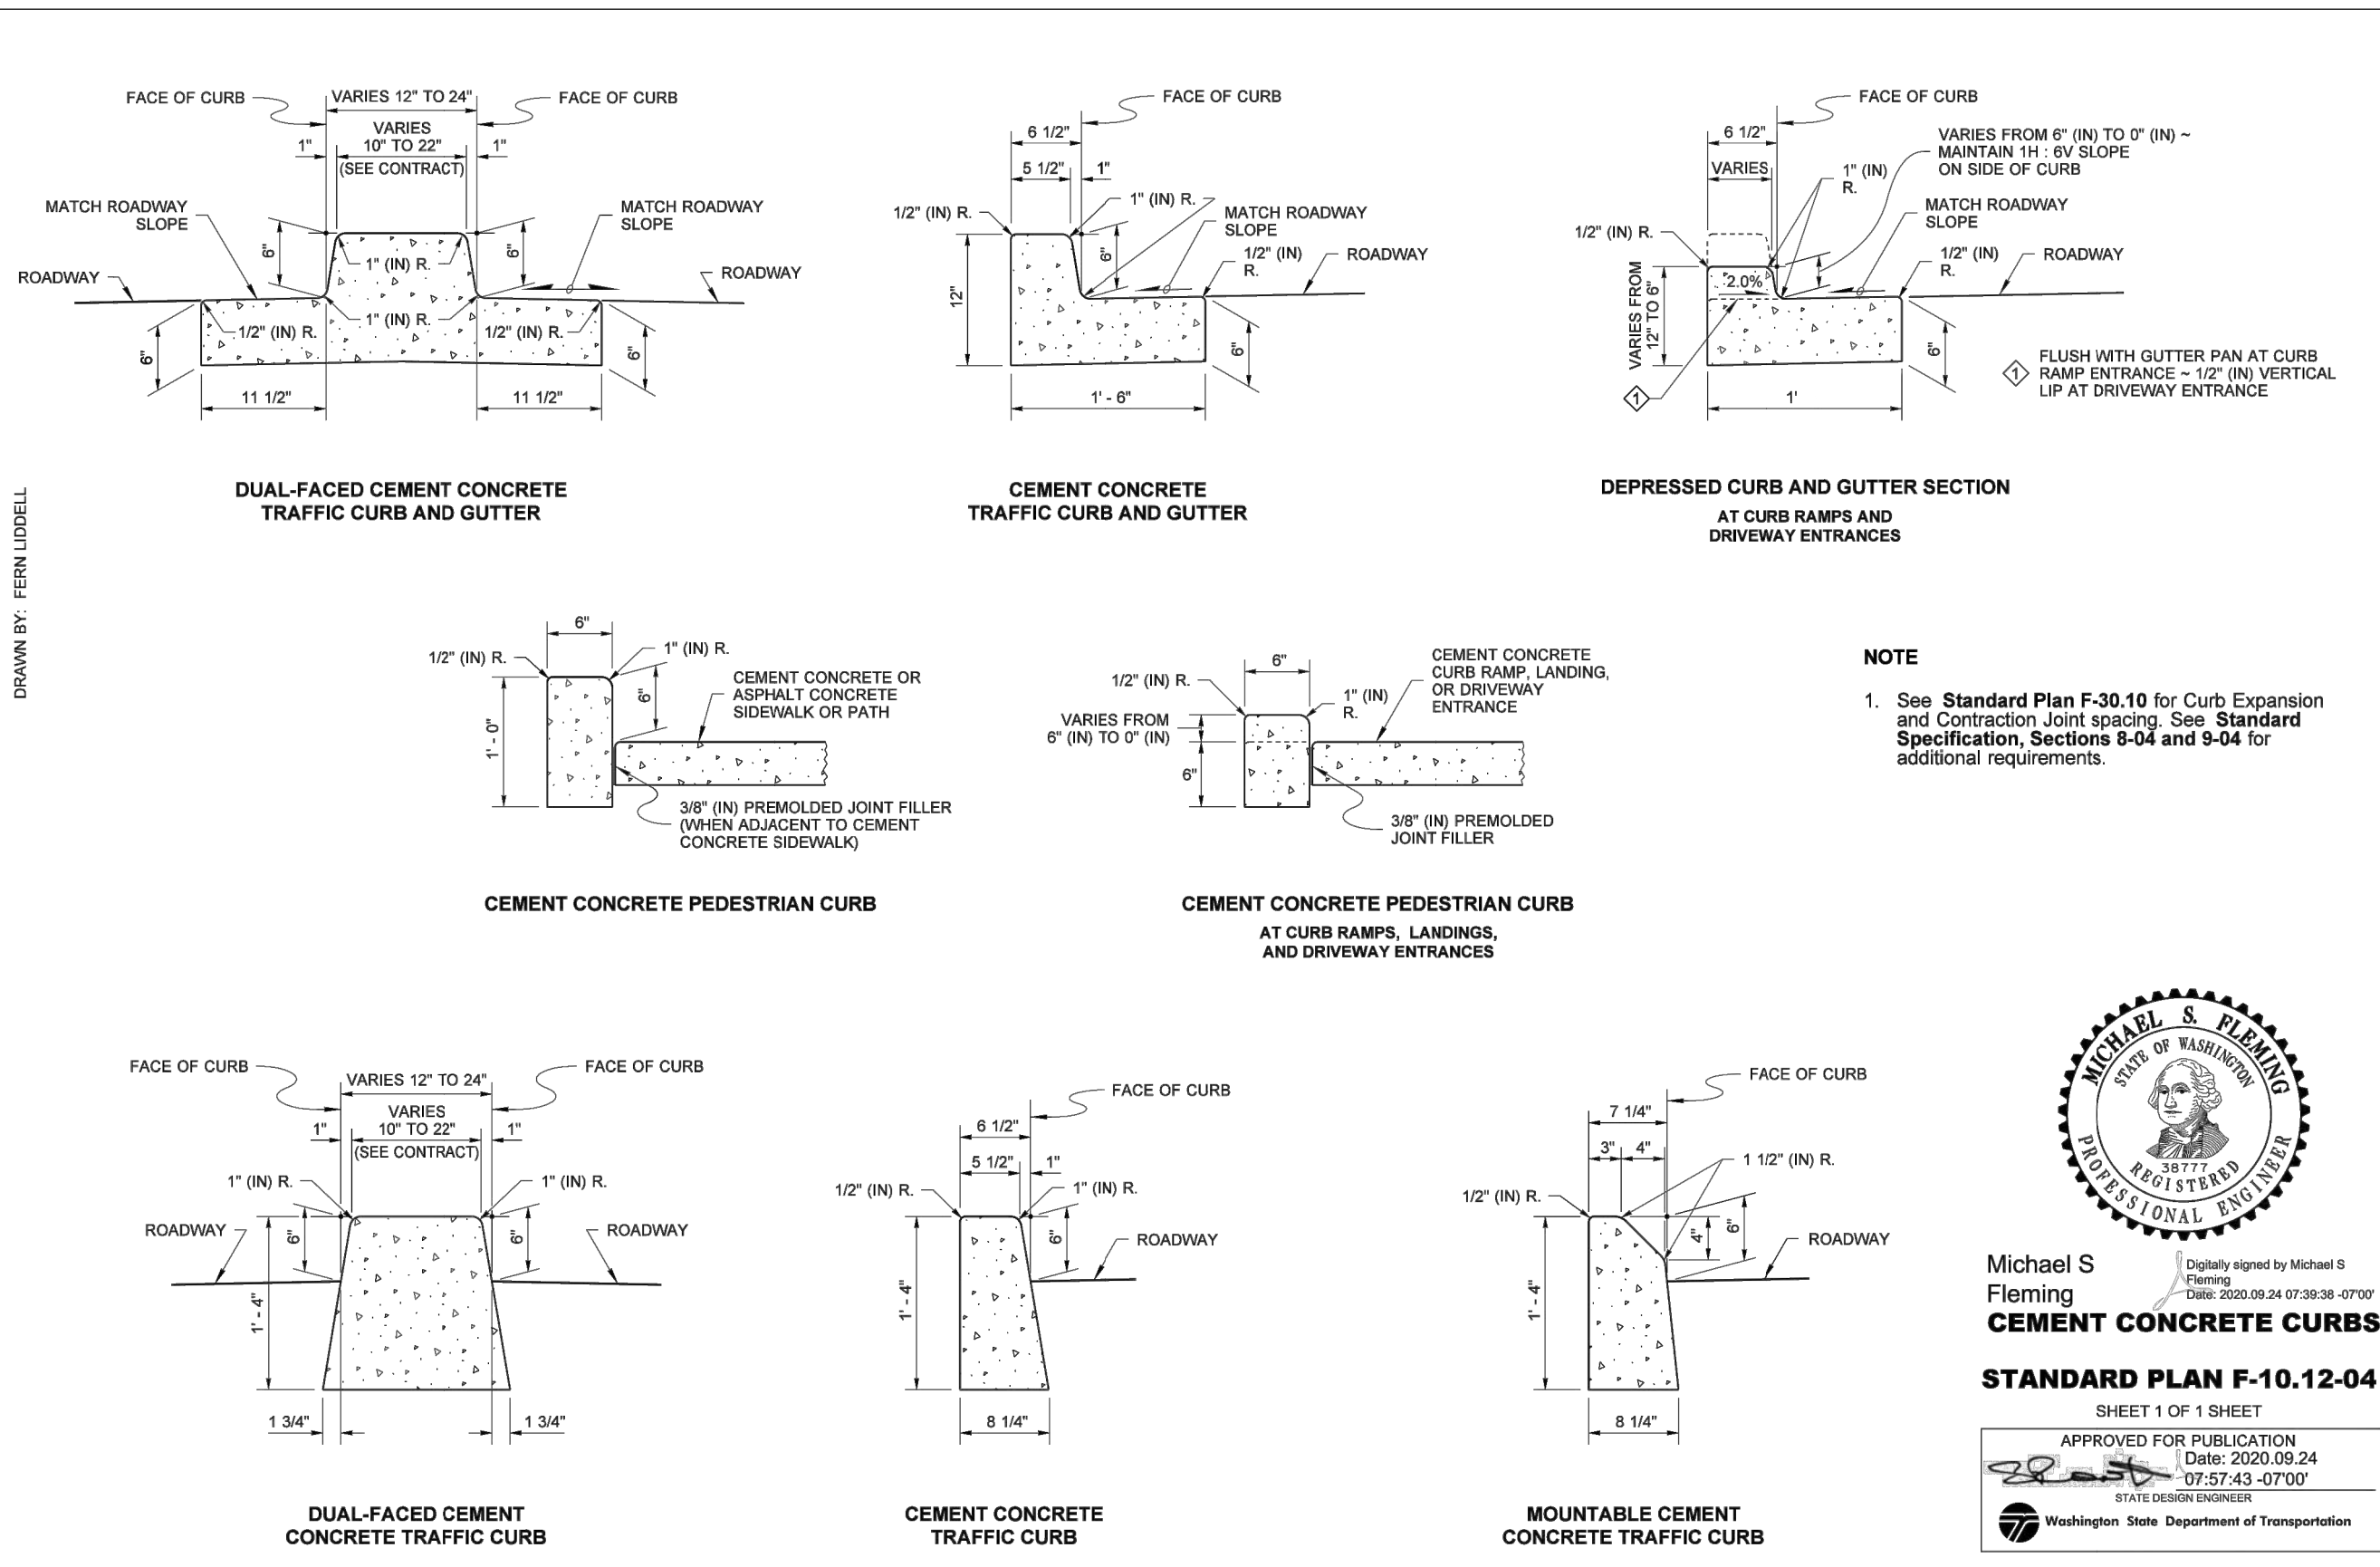 FACE OF CURB
VARIES 12" TO 24"
FACE OF CURB
VARIES
10" TO 22"
(SEE CONTRACT)
1"
1"
MATCH ROADWAY
SLOPE
MATCH ROADWAY
SLOPE
6"
6"
1" (IN) R.
ROADWAY
ROADWAY
1" (IN) R.
1/2" (IN) R.
1/2" (IN) R.
6"
6"
11 1/2"
11 1/2"
DUAL-FACED CEMENT CONCRETE
TRAFFIC CURB AND GUTTER
FACE OF CURB
6 1/2"
5 1/2"
1"
1" (IN) R.
1/2" (IN) R.
MATCH ROADWAY
SLOPE
6"
1/2" (IN)
R.
ROADWAY
12"
6"
1' - 6"
CEMENT CONCRETE
TRAFFIC CURB AND GUTTER
FACE OF CURB
6 1/2"
VARIES FROM 6" (IN) TO 0" (IN) ~
MAINTAIN 1H : 6V SLOPE
ON SIDE OF CURB
VARIES
1" (IN)
R.
MATCH ROADWAY
SLOPE
1/2" (IN) R.
1/2" (IN)
R.
ROADWAY
2.0%
VARIES FROM
12" TO 6"
6"
1
1'
1
FLUSH WITH GUTTER PAN AT CURB
RAMP ENTRANCE ~ 1/2" (IN) VERTICAL
LIP AT DRIVEWAY ENTRANCE
DEPRESSED CURB AND GUTTER SECTION
AT CURB RAMPS AND
DRIVEWAY ENTRANCES
DRAWN BY: FERN LIDDELL
6"
1/2" (IN) R.
1" (IN) R.
6"
CEMENT CONCRETE OR
ASPHALT CONCRETE
SIDEWALK OR PATH
1' - 0"
3/8" (IN) PREMOLDED JOINT FILLER
(WHEN ADJACENT TO CEMENT
CONCRETE SIDEWALK)
CEMENT CONCRETE PEDESTRIAN CURB
6"
1/2" (IN) R.
1" (IN)
R.
CEMENT CONCRETE
CURB RAMP, LANDING,
OR DRIVEWAY
ENTRANCE
VARIES FROM
6" (IN) TO 0" (IN)
6"
3/8" (IN) PREMOLDED
JOINT FILLER
CEMENT CONCRETE PEDESTRIAN CURB
AT CURB RAMPS, LANDINGS,
AND DRIVEWAY ENTRANCES
NOTE
1. See Standard Plan F-30.10 for Curb Expansion
and Contraction Joint spacing. See Standard
Specification, Sections 8-04 and 9-04 for
additional requirements.
FACE OF CURB
VARIES 12" TO 24"
FACE OF CURB
VARIES
10" TO 22"
(SEE CONTRACT)
1"
1"
1" (IN) R.
1" (IN) R.
ROADWAY
6"
6"
ROADWAY
1' - 4"
1 3/4"
1 3/4"
DUAL-FACED CEMENT
CONCRETE TRAFFIC CURB
FACE OF CURB
6 1/2"
5 1/2"
1"
1/2" (IN) R.
1" (IN) R.
6"
ROADWAY
1' - 4"
8 1/4"
CEMENT CONCRETE
TRAFFIC CURB
FACE OF CURB
7 1/4"
3"
4"
1 1/2" (IN) R.
1/2" (IN) R.
4"
6"
ROADWAY
1' - 4"
8 1/4"
MOUNTABLE CEMENT
CONCRETE TRAFFIC CURB
MICHAEL S. FLEMING
STATE OF WASHINGTON
38777
REGISTERED
PROFESSIONAL ENGINEER
Michael S
Fleming
Digitally signed by Michael S
Fleming
Date: 2020.09.24 07:39:38 -07'00'
CEMENT CONCRETE CURBS
STANDARD PLAN F-10.12-04
SHEET 1 OF 1 SHEET
APPROVED FOR PUBLICATION
Date: 2020.09.24
07:57:43 -07'00'
STATE DESIGN ENGINEER
Washington State Department of Transportation